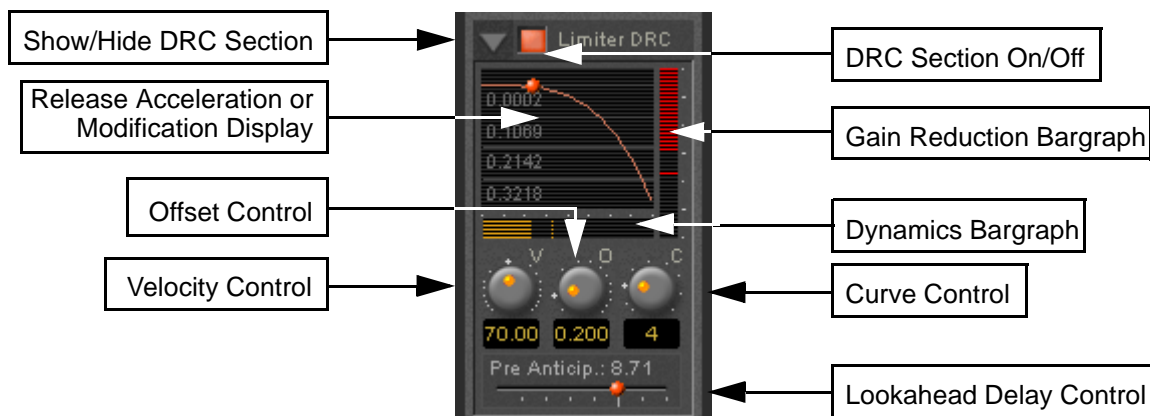 Show/Hide DRC Section
Limiter DRC
DRC Section On/Off
Release Acceleration or
Modification Display
0.0002
0.1069
0.2142
0.3218
Gain Reduction Bargraph
Offset Control
Dynamics Bargraph
V
O
C
Velocity Control
Curve Control
70.00
0.200
4
Pre Anticip.: 8.71
Lookahead Delay Control